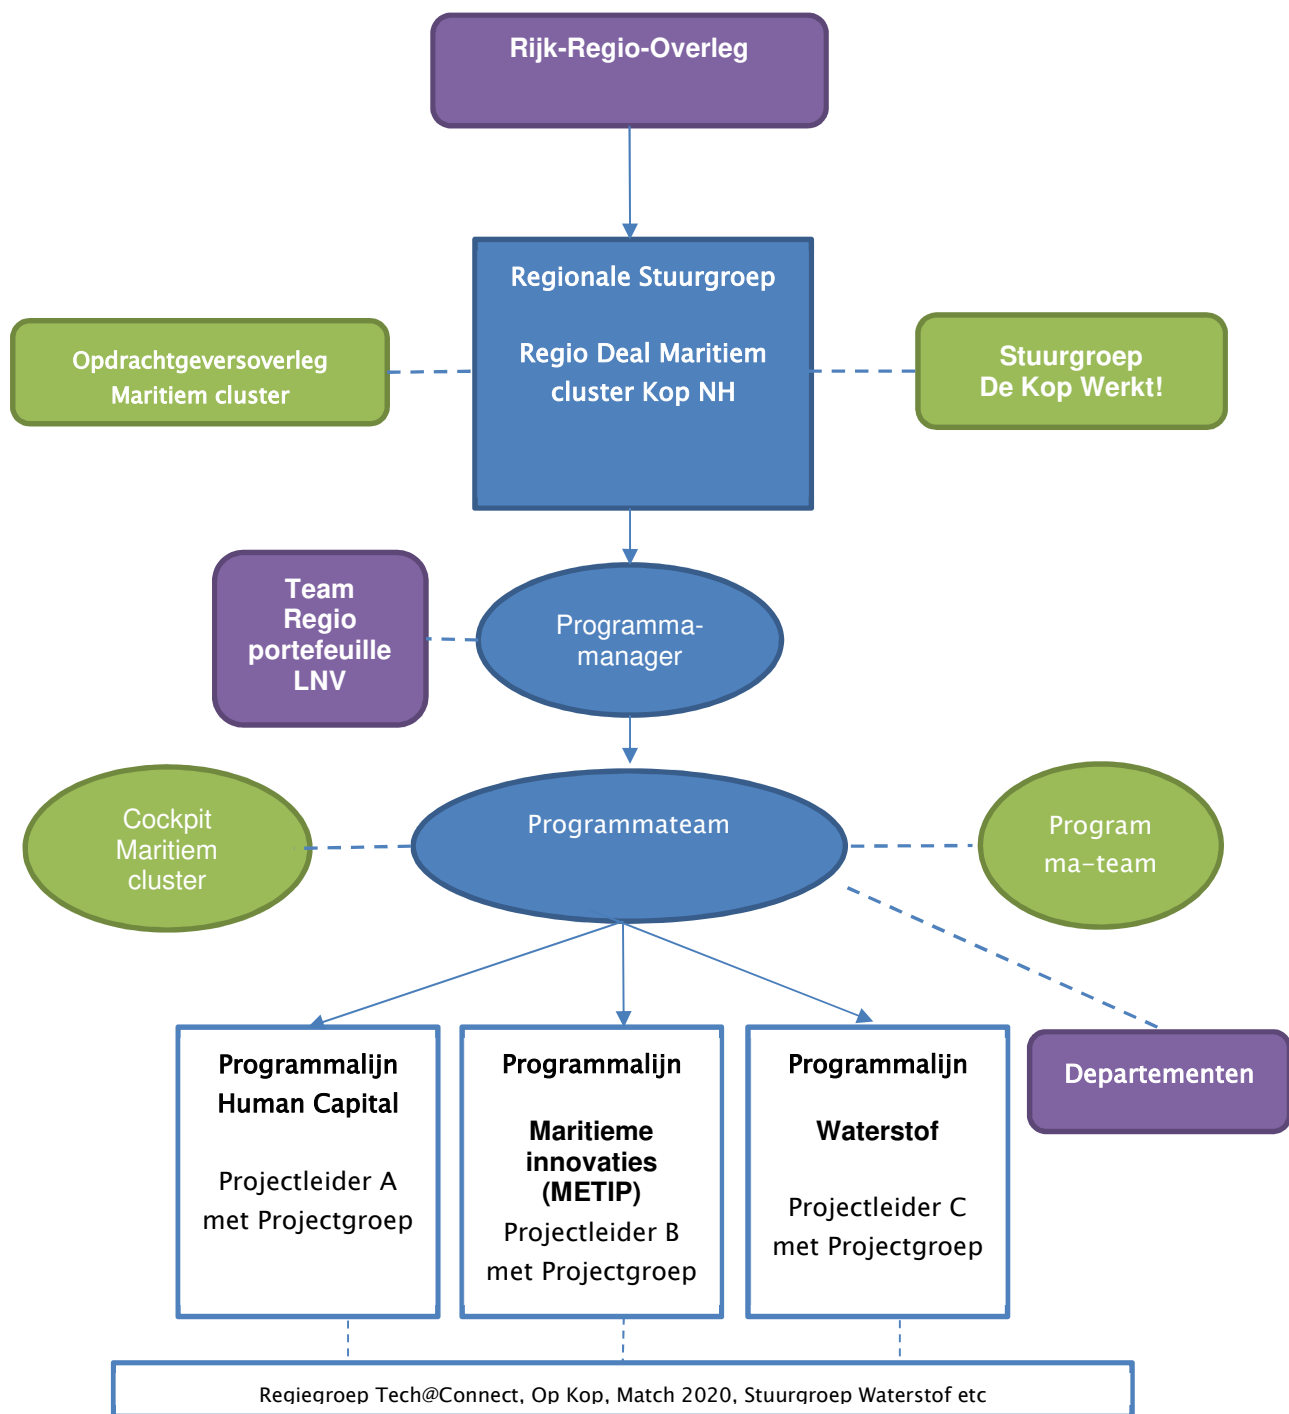 Rijk-Regio-Overleg
Regionale Stuurgroep
Regio Deal Maritiem
cluster Kop NH
Opdrachtgeversoverleg
Maritiem cluster
Stuurgroep
De Kop Werkt!
Team
Regio
portefeuille
LNV
Programma-
manager
Cockpit
Maritiem
cluster
Programmateam
Program
ma-team
Programmalijn
Human Capital
Projectleider A
met Projectgroep
Programmalijn
Maritieme
innovaties
(METIP)
Projectleider B
met Projectgroep
Programmalijn
Waterstof
Projectleider C
met Projectgroep
Departementen
Regiegroep Tech@Connect, Op Kop, Match 2020, Stuurgroep Waterstof etc